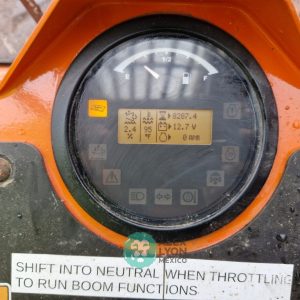 E 1/2 F
8287.4
2.4 95 12.7 V
% °F 0 RPM
LYON
MEXICO
SHIFT INTO NEUTRAL WHEN THROTTLING
TO RUN BOOM FUNCTIONS